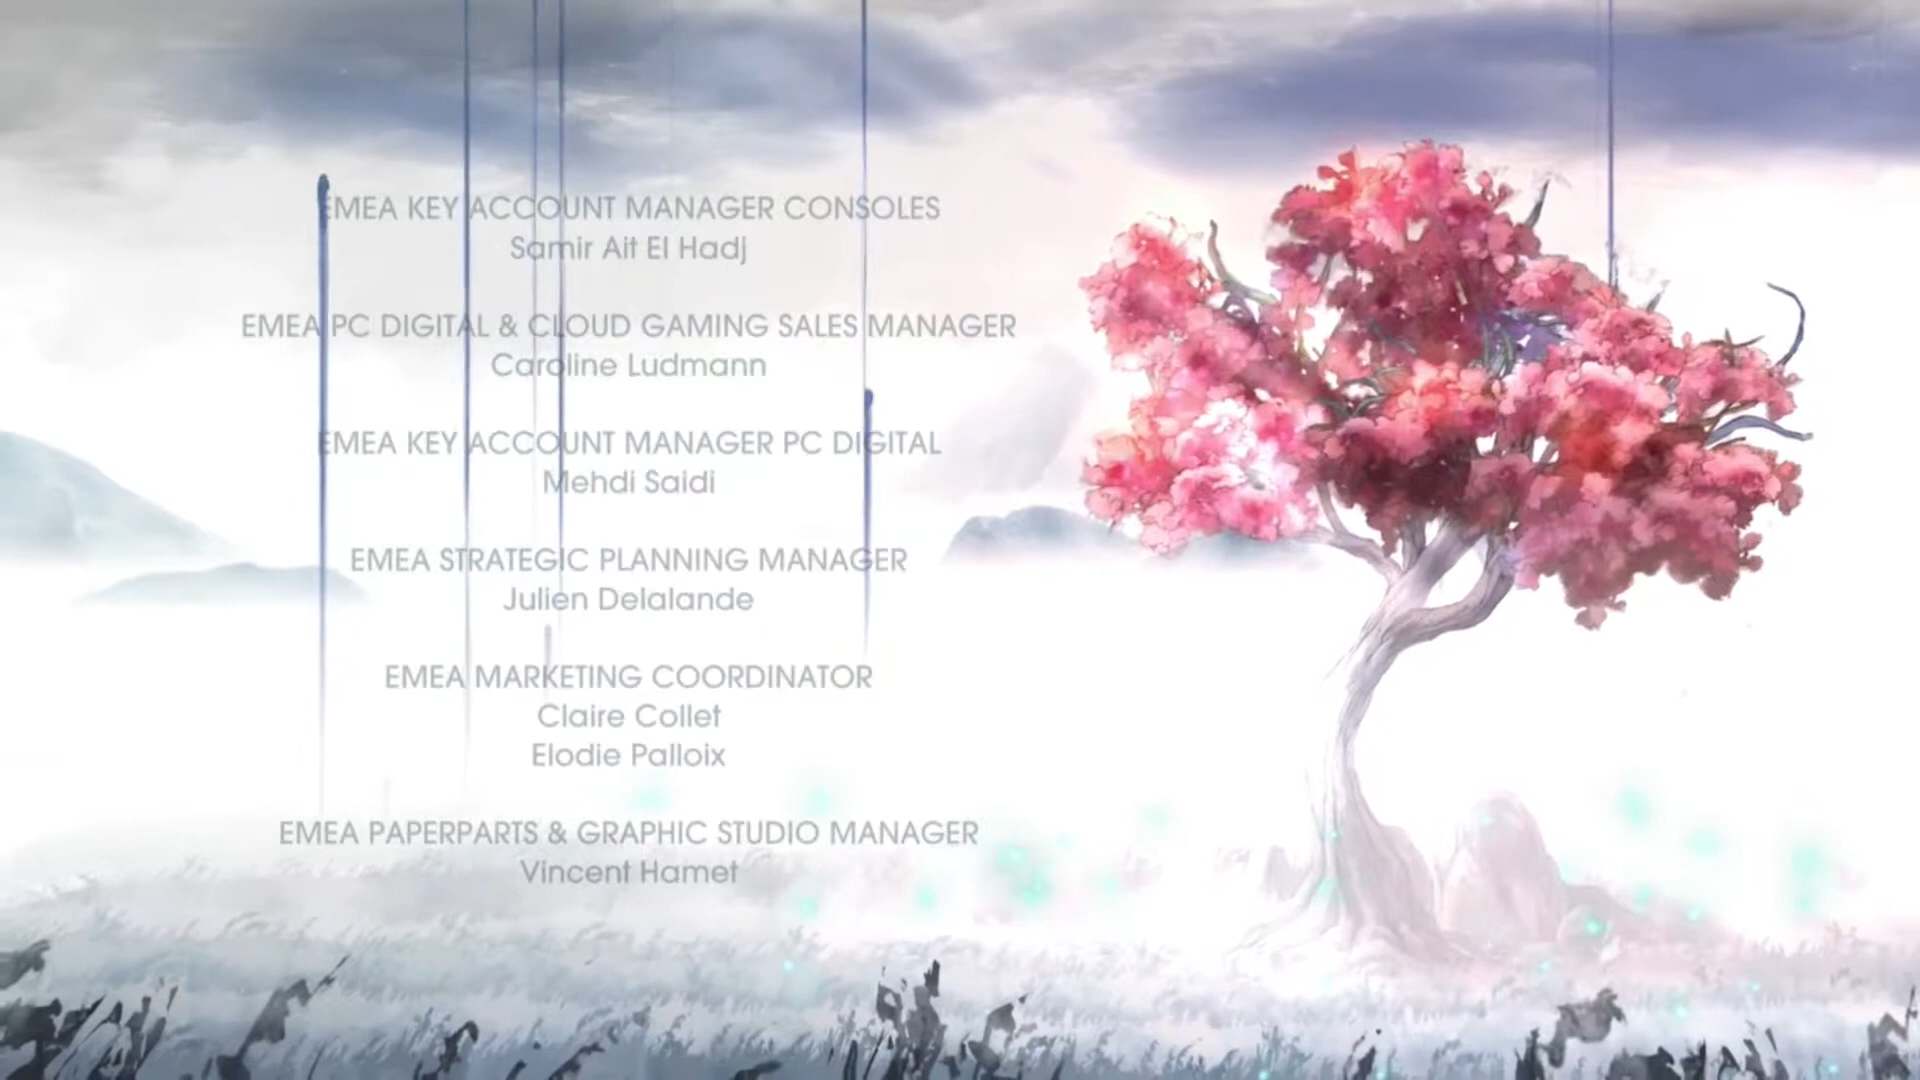 EMEA KEY ACCOUNT MANAGER CONSOLES
Samir Ait El Hadj
EMEA PC DIGITAL & CLOUD GAMING SALES MANAGER
Caroline Ludmann
EMEA KEY ACCOUNT MANAGER PC DIGITAL
Mehdi Saidi
EMEA STRATEGIC PLANNING MANAGER
Julien Delalande
EMEA MARKETING COORDINATOR
Claire Collet
Elodie Palloix
EMEA PAPERPARTS & GRAPHIC STUDIO MANAGER
Vincent Hamet